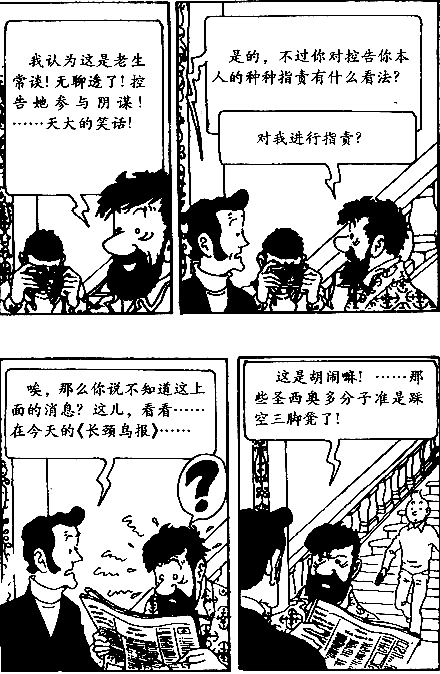 我认为这是老生
常谈！无聊透了！控
告她参与阴谋！
……天大的笑话！
是的，不过你对控告你本
人的种种指责有什么看法？
对我进行指责？
唉，那么你说不知道这上
面的消息？这儿，看看……
在今天的《长颈鸟报》……
?
这是胡闹嘛！……那
些圣西奥多分子准是踩
空三脚凳了！